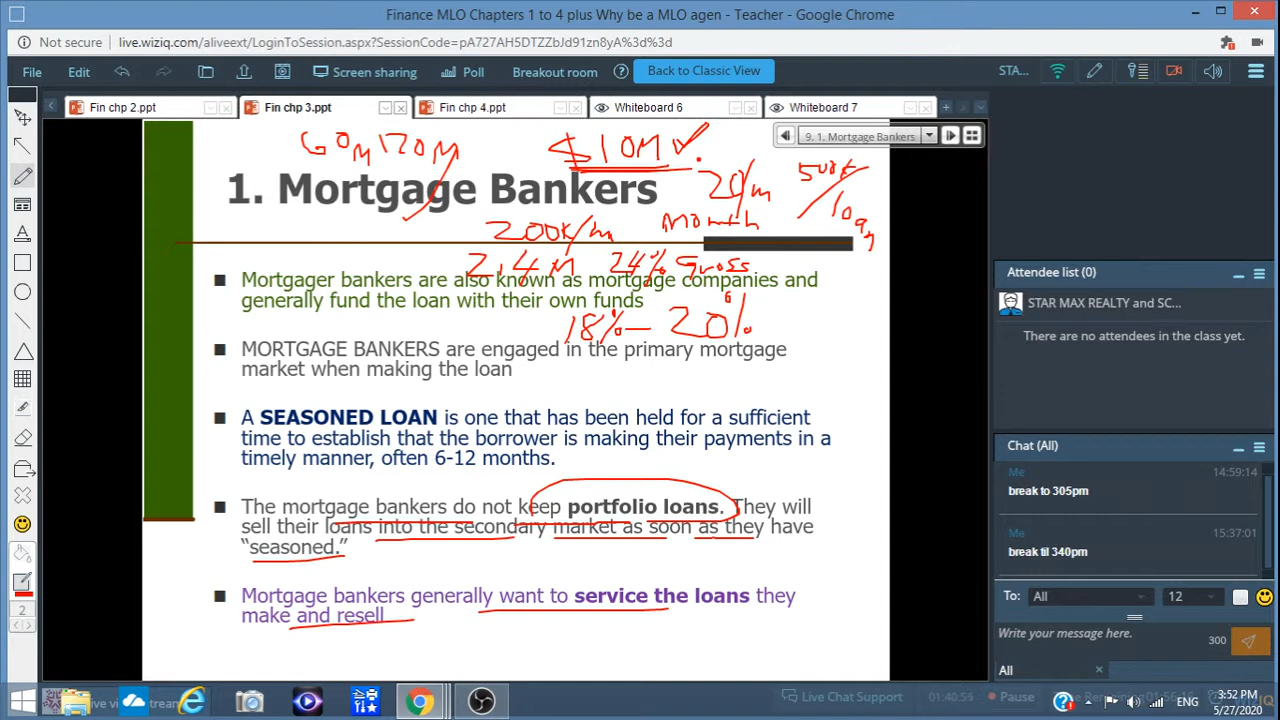 Finance MLO Chapters 1 to 4 plus Why be a MLO agen - Teacher - Google Chrome
Not secure | live.wiziq.com/aliveext/LoginToSession.aspx?SessionCode=pA727AH5DTZZbJd91zn8yA%3d%3d
File Edit Screen sharing Poll Breakout room ? Back to Classic View STA...
Fin chp 2.ppt Fin chp 3.ppt Fin chp 4.ppt Whiteboard 6 Whiteboard 7
9. 1. Mortgage Bankers
60M 120M $10M
500K
1. Mortgage Bankers
200K/m Month
2.4M 24% Gross
Mortgager bankers are also known as mortgage companies and
generally fund the loan with their own funds
18% - 20%
MORTGAGE BANKERS are engaged in the primary mortgage
market when making the loan
A SEASONED LOAN is one that has been held for a sufficient
time to establish that the borrower is making their payments in a
timely manner, often 6-12 months.
The mortgage bankers do not keep portfolio loans. They will
sell their loans into the secondary market as soon as they have
“seasoned.”
Mortgage bankers generally want to service the loans they
make and resell
Attendee list (0)
STAR MAX REALTY and SC...
There are no attendees in the class yet.
Chat (All)
Me 14:59:14
break to 305pm
Me 15:37:01
break til 340pm
To: All 12
Write your message here. 300
All
2
Live Chat Support 01:40:56 Pause
ENG
3:52 PM
5/27/2020